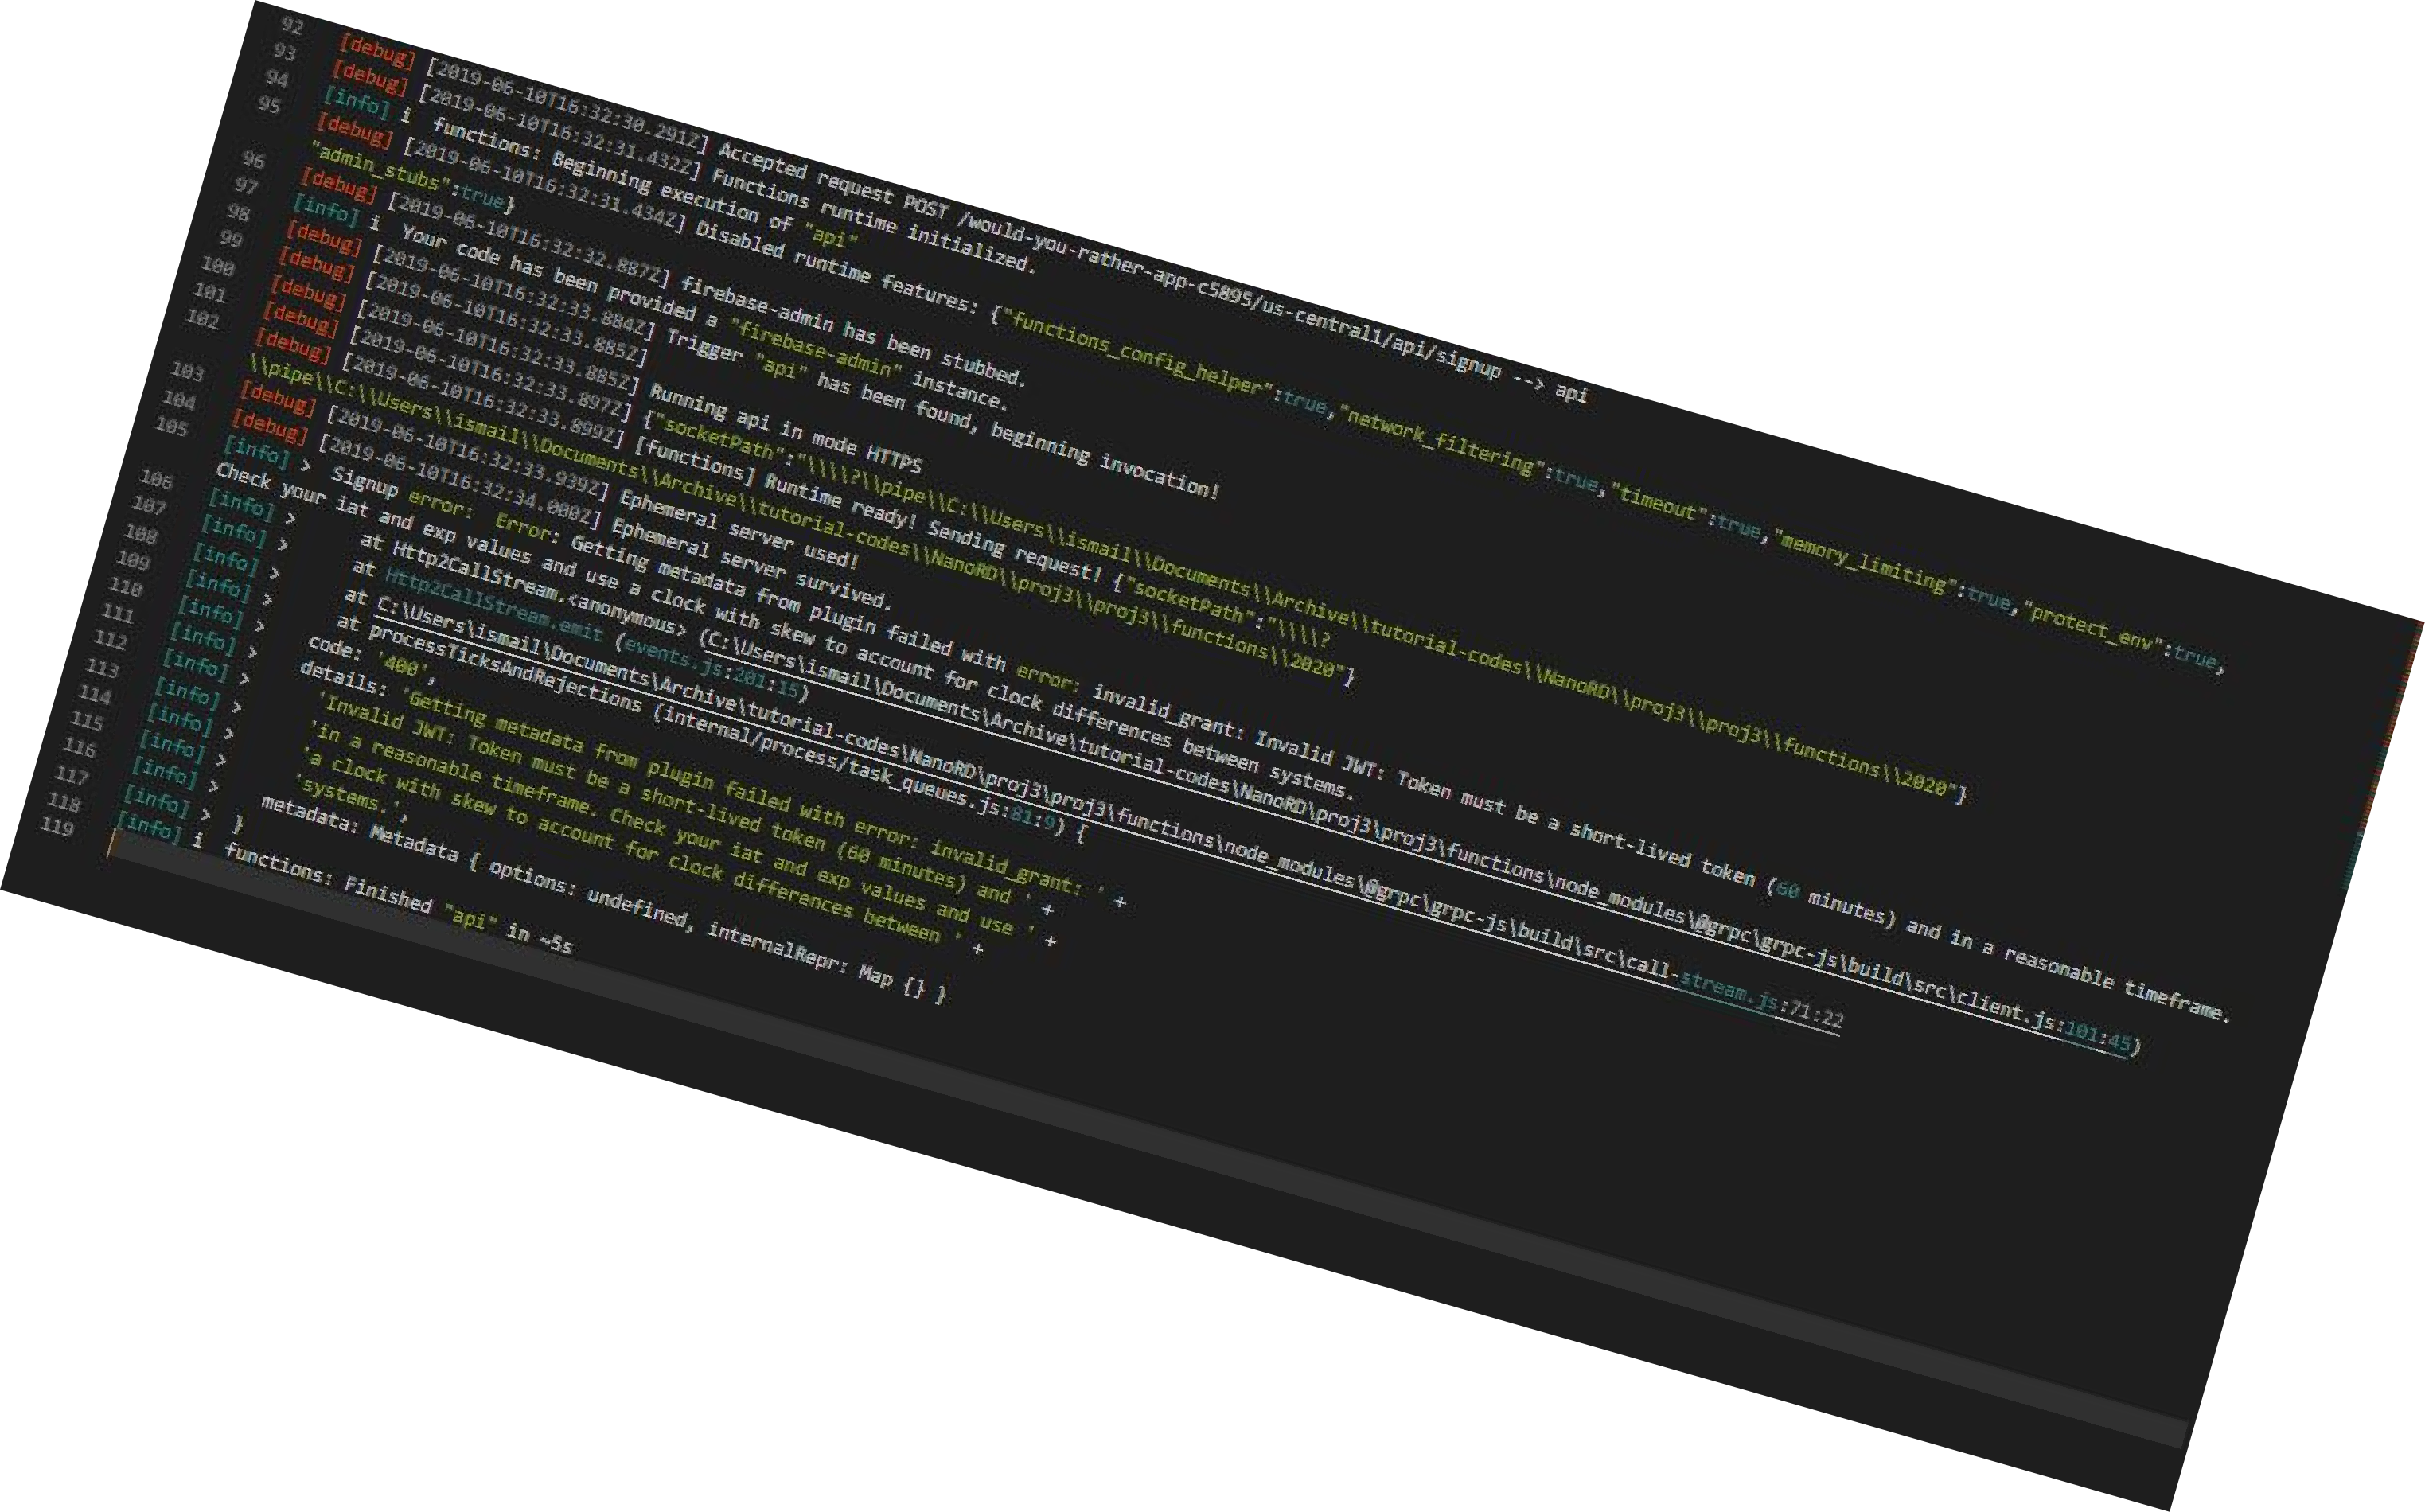 92 [debug] [2019-06-10T16:32:30.291Z] Accepted request POST /would-you-rather-app-c5895/us-central1/api/signup --> api
93 [debug] [2019-06-10T16:32:31.432Z] Functions runtime initialized.
94 [info] i  functions: Beginning execution of "api"
95 [debug] [2019-06-10T16:32:31.434Z] Disabled runtime features: {"functions_config_helper":true,"network_filtering":true,"timeout":true,"memory_limiting":true,"protect_env":true,
"admin_stubs":true}
96 [debug] [2019-06-10T16:32:32.887Z] firebase-admin has been stubbed.
97 [info] i  Your code has been provided a "firebase-admin" instance.
98 [debug] [2019-06-10T16:32:33.884Z] Trigger "api" has been found, beginning invocation!
99 [debug] [2019-06-10T16:32:33.885Z]
100 [debug] [2019-06-10T16:32:33.885Z] Running api in mode HTTPS
101 [debug] [2019-06-10T16:32:33.897Z] {"socketPath":"\\\\?\\pipe\\C:\\Users\\ismail\\Documents\\Archive\\tutorial-codes\\NanoRD\\proj3\\proj3\\functions\\2020"}
102 [debug] [2019-06-10T16:32:33.899Z] [functions] Runtime ready! Sending request! {"socketPath":"\\\\?
\\pipe\\C:\\Users\\ismail\\Documents\\Archive\\tutorial-codes\\NanoRD\\proj3\\proj3\\functions\\2020"}
103 [debug] [2019-06-10T16:32:33.939Z] Ephemeral server used!
104 [debug] [2019-06-10T16:32:34.000Z] Ephemeral server survived.
105 [info] >  Signup error:  Error: Getting metadata from plugin failed with error: invalid_grant: Invalid JWT: Token must be a short-lived token (60 minutes) and in a reasonable timeframe.
Check your iat and exp values and use a clock with skew to account for clock differences between systems.
106 [info] >      at Http2CallStream.<anonymous> (C:\Users\ismail\Documents\Archive\tutorial-codes\NanoRD\proj3\proj3\functions\node_modules\@grpc\grpc-js\build\src\client.js:101:45)
107 [info] >      at Http2CallStream.emit (events.js:201:15)
108 [info] >      at C:\Users\ismail\Documents\Archive\tutorial-codes\NanoRD\proj3\proj3\functions\node_modules\@grpc\grpc-js\build\src\call-stream.js:71:22
109 [info] >      at processTicksAndRejections (internal/process/task_queues.js:81:9) {
110 [info] >    code: '400',
111 [info] >    details: 'Getting metadata from plugin failed with error: invalid_grant: ' +
112 [info] >      'Invalid JWT: Token must be a short-lived token (60 minutes) and ' +
113 [info] >      'in a reasonable timeframe. Check your iat and exp values and use ' +
114 [info] >      'a clock with skew to account for clock differences between ' +
115 [info] >      'systems.',
116 [info] >    metadata: Metadata { options: undefined, internalRepr: Map {} }
117 [info] >  }
118 [info] i  functions: Finished "api" in ~5s
119